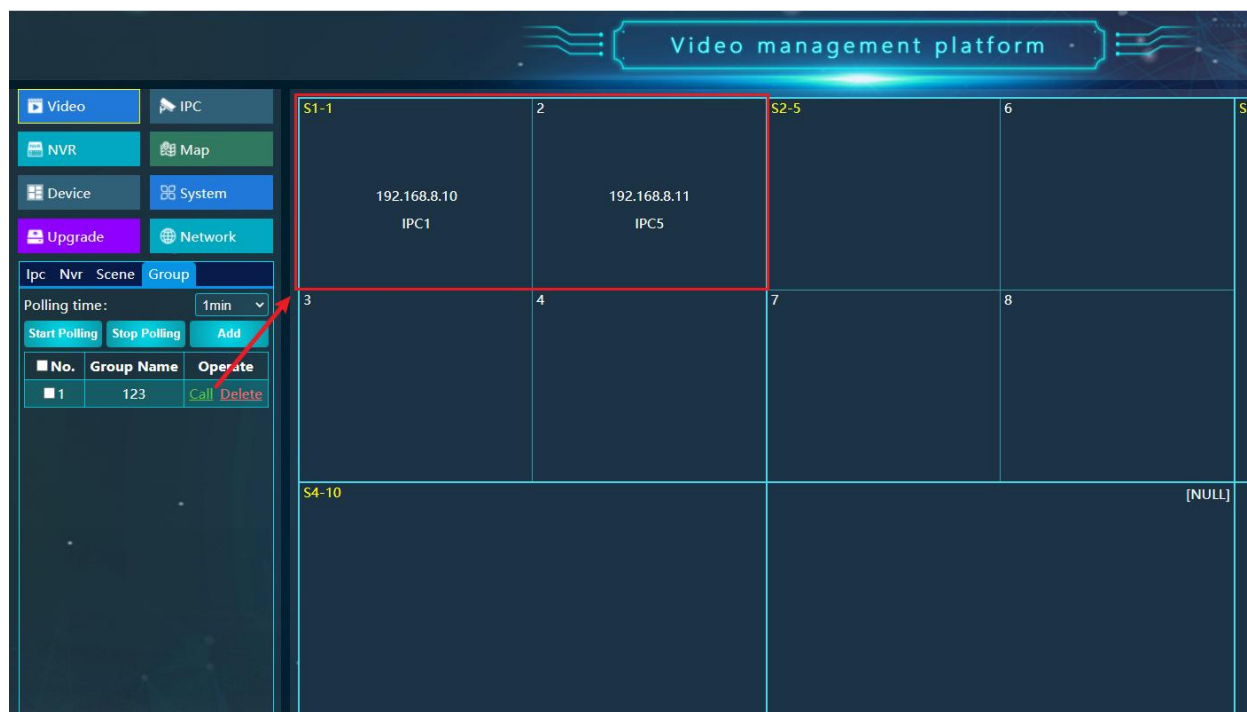 Video management platform
Video
IPC
NVR
Map
Device
System
Upgrade
Network
Ipc Nvr Scene Group
Polling time:
1min
Start Polling Stop Polling Add
No. Group Name Operate
1 123 Call Delete
S1-1
2
S2-5
6
S
192.168.8.10
IPC1
192.168.8.11
IPC5
3
4
7
8
S4-10
[NULL]